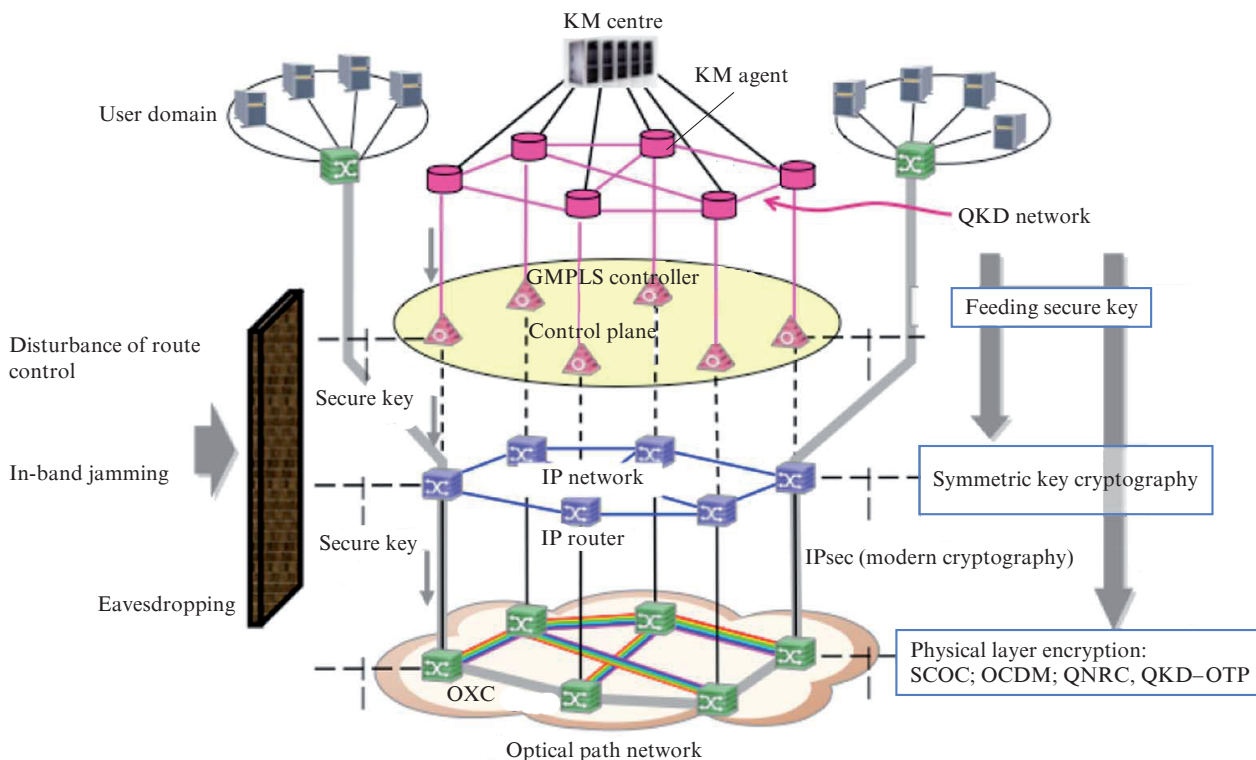 KM centre
KM agent
User domain
QKD network
GMPLS controller
Feeding secure key
Control plane
Disturbance of route
control
Secure key
In-band jamming
IP network
Symmetric key cryptography
IP router
Secure key
IPsec (modern cryptography)
Eavesdropping
Physical layer encryption:
SCOC; OCDM; QNRC, QKD–OTP
OXC
Optical path network